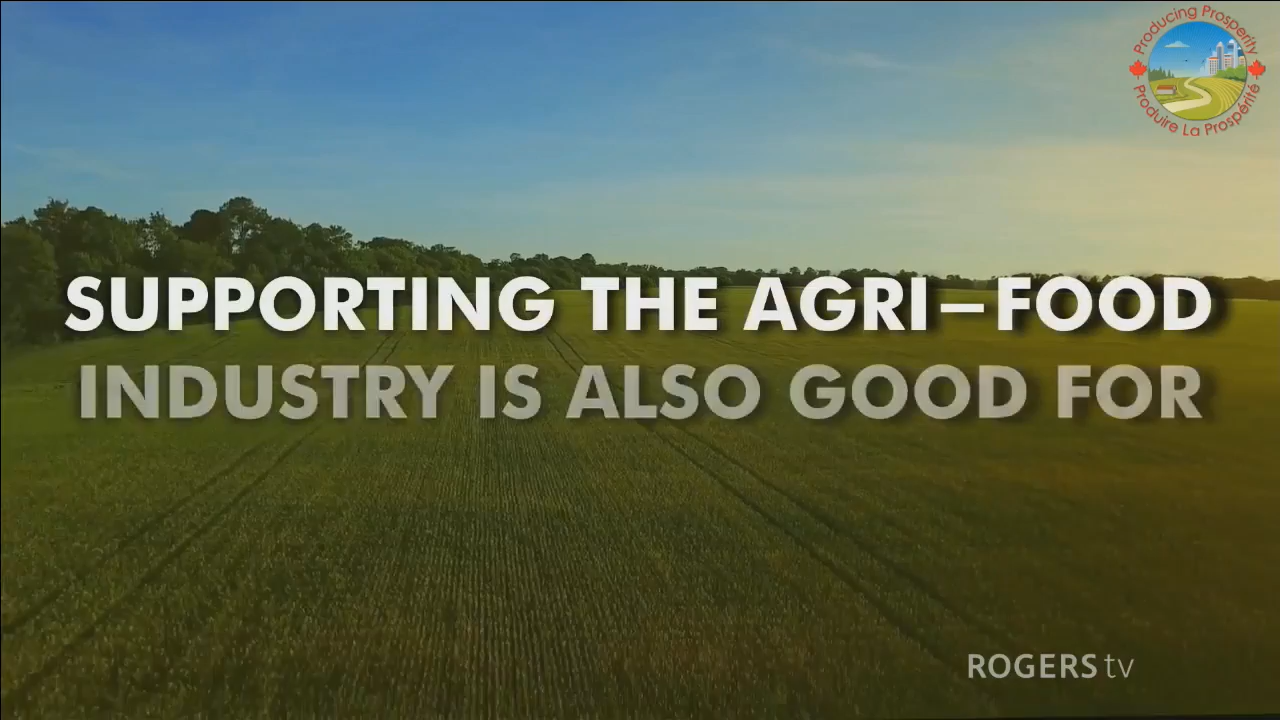 Producing Prosperity
Produire La Prospérité
SUPPORTING THE AGRI–FOOD
INDUSTRY IS ALSO GOOD FOR
ROGERS tv